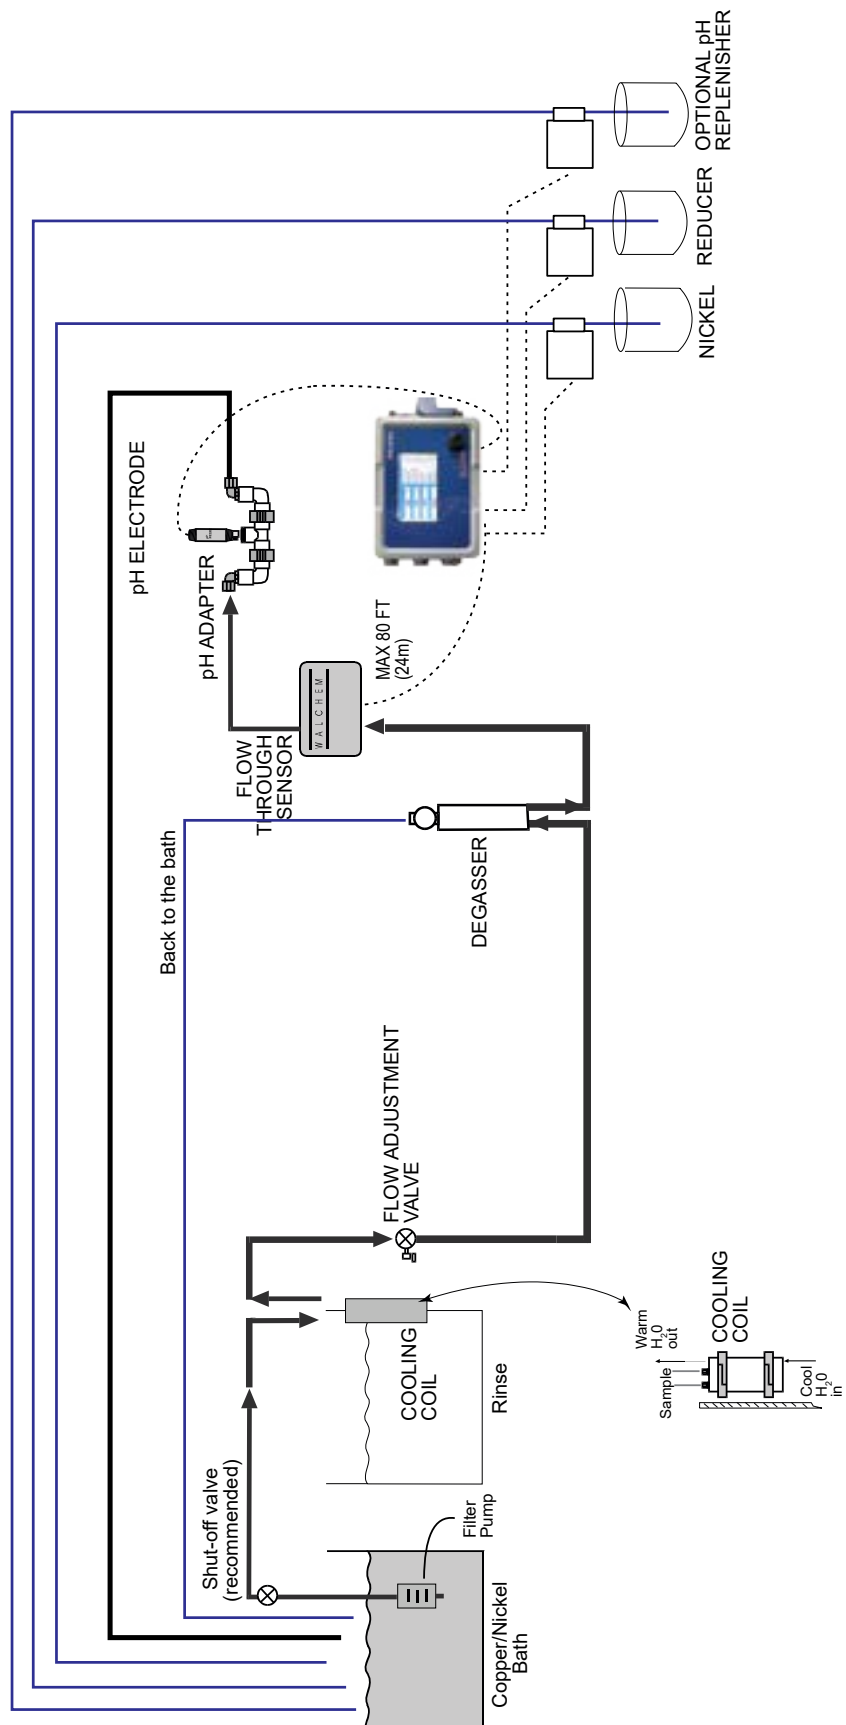 OPTIONAL pH
REPLENISHER
REDUCER
NICKEL
pH ELECTRODE
pH ADAPTER
MAX 80 FT
(24m)
WALCHEM
FLOW
THROUGH
SENSOR
Back to the bath
DEGASSER
FLOW ADJUSTMENT
VALVE
COOLING
COIL
Rinse
Warm
H₂0
out
Sample
COOLING
COIL
Cool
H₂0
in
Shut-off valve
(recommended)
Filter
Pump
Copper/Nickel
Bath